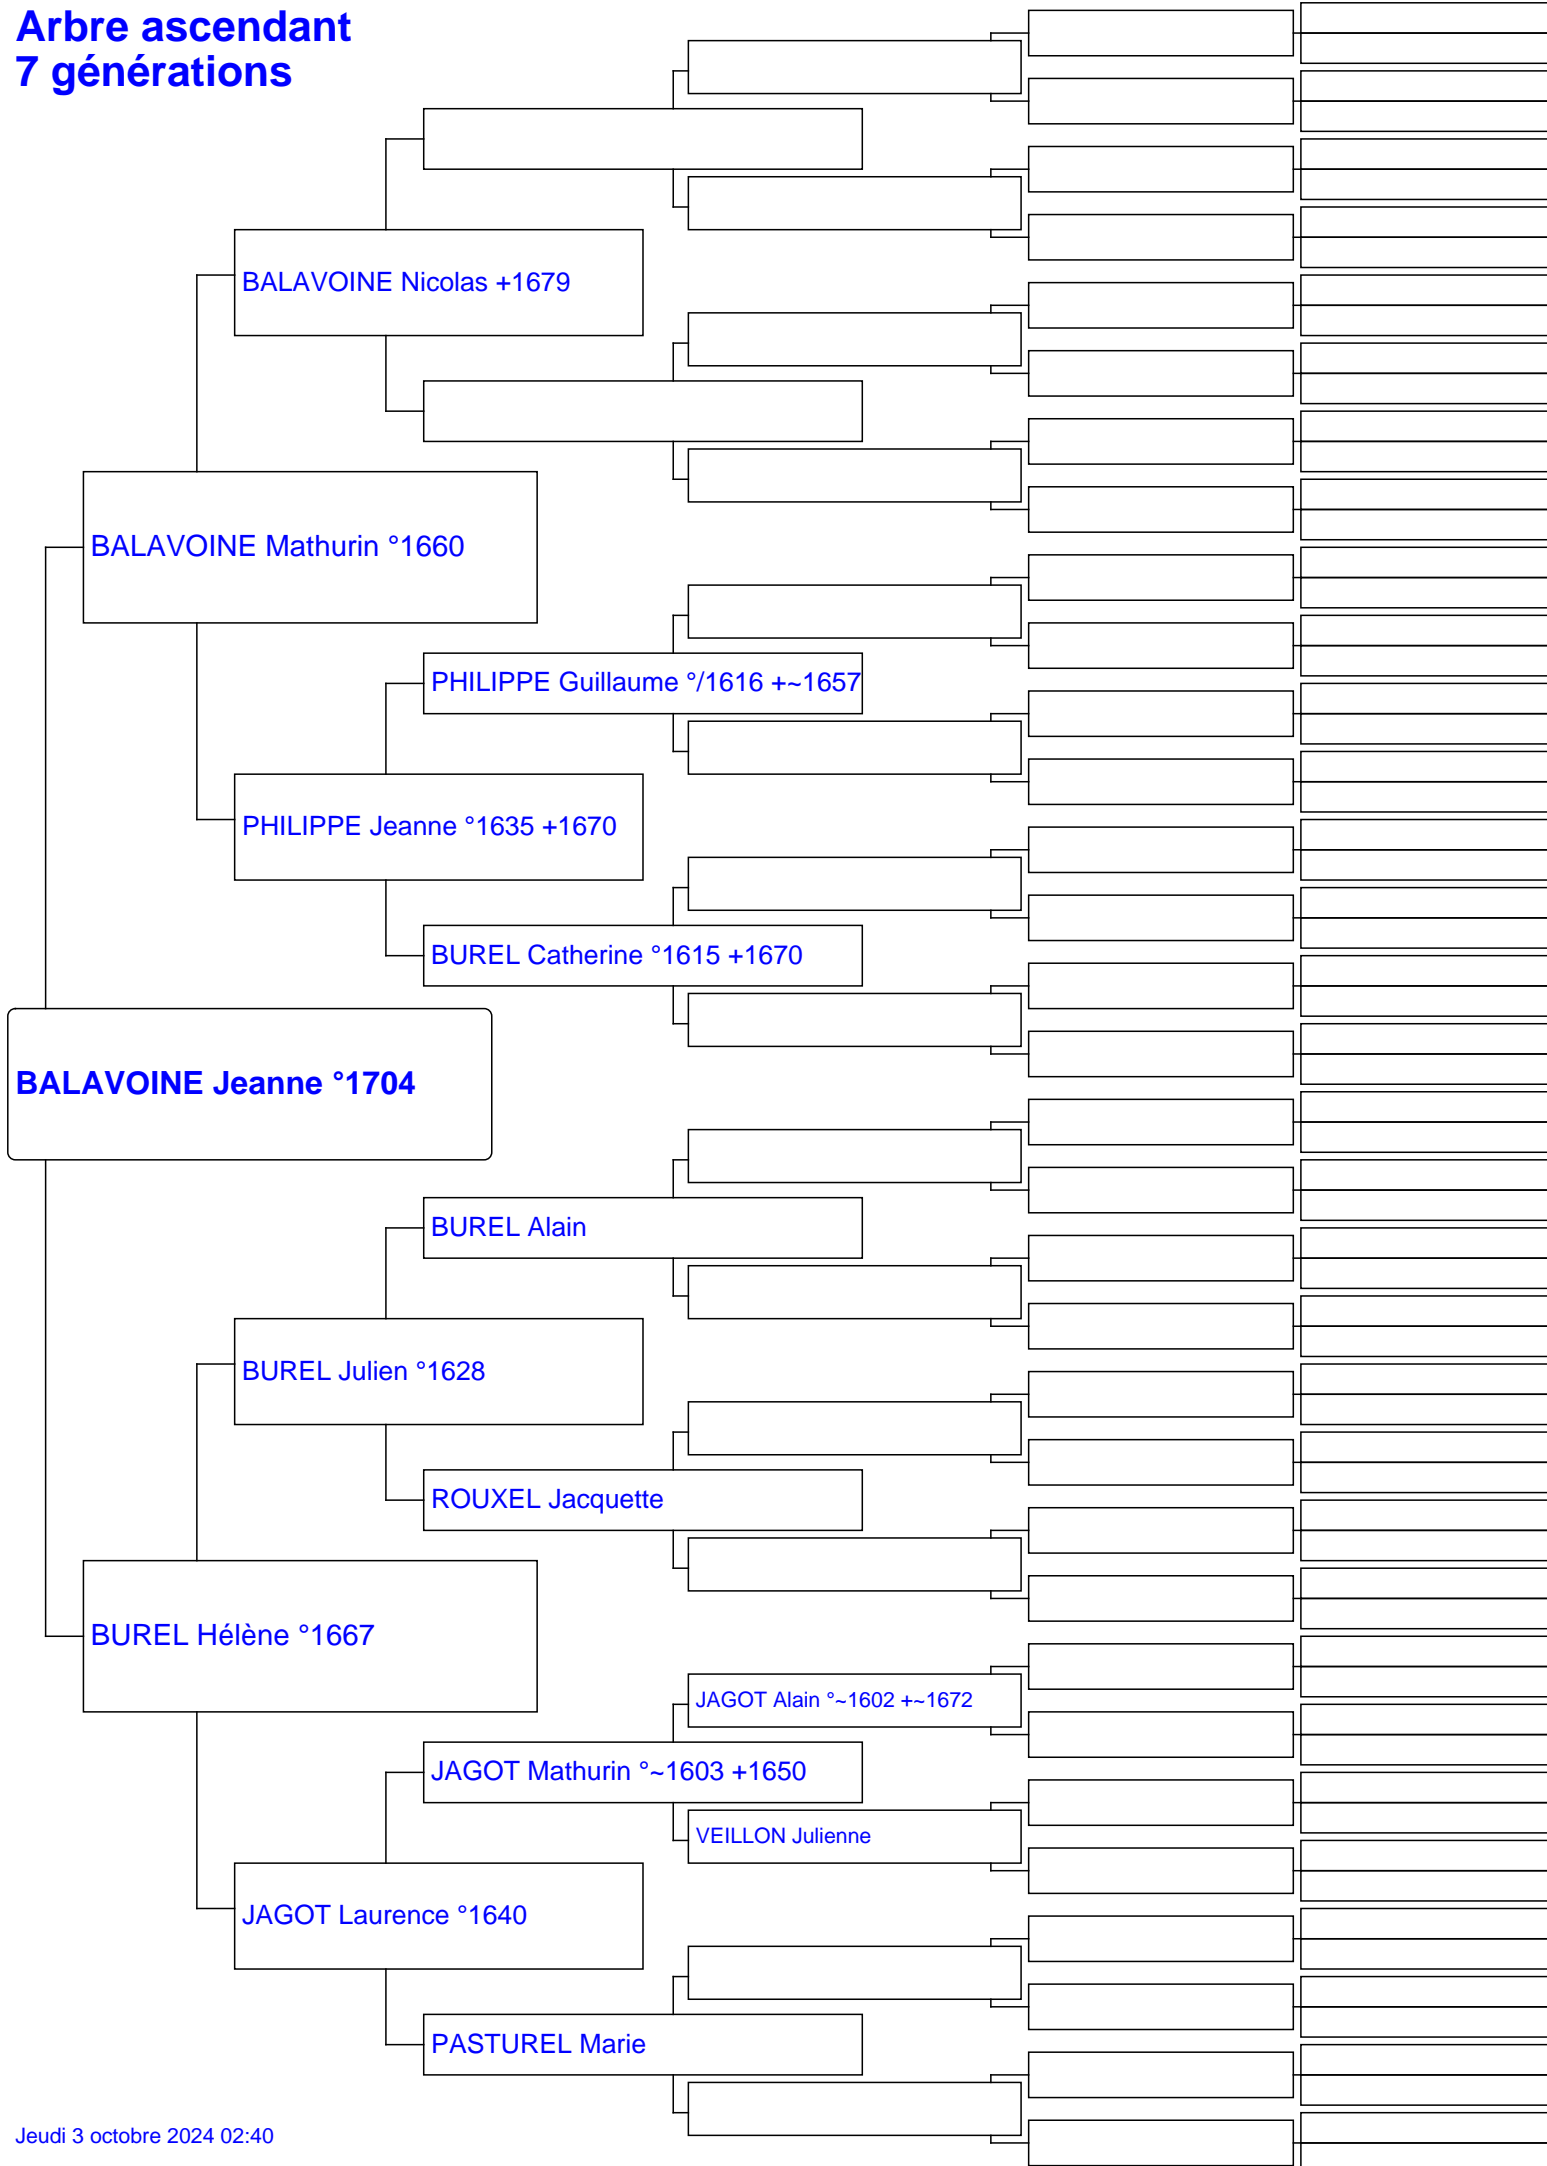 Arbre ascendant
7 générations
BALAVOINE Nicolas +1679
BALAVOINE Mathurin °1660
PHILIPPE Guillaume °/1616 +~1657
PHILIPPE Jeanne °1635 +1670
BUREL Catherine °1615 +1670
BALAVOINE Jeanne °1704
BUREL Alain
BUREL Julien °1628
ROUXEL Jacquette
BUREL Hélène °1667
JAGOT Alain °~1602 +~1672
JAGOT Mathurin °~1603 +1650
VEILLON Julienne
JAGOT Laurence °1640
PASTUREL Marie
Jeudi 3 octobre 2024 02:40